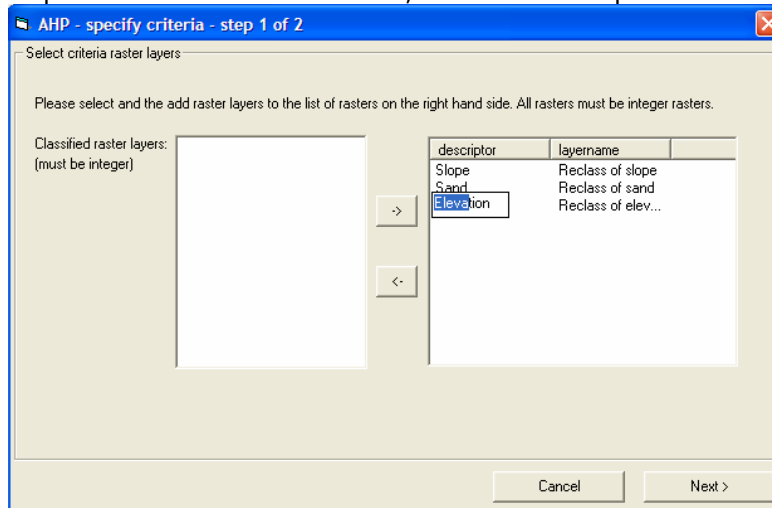 AHP - specify criteria - step 1 of 2
Select criteria raster layers
Please select and the add raster layers to the list of rasters on the right hand side. All rasters must be integer rasters.
Classified raster layers:
(must be integer)
descriptor layername
Slope Reclass of slope
Sand Reclass of sand
Elevation Reclass of elev...
->
<-
Cancel Next >